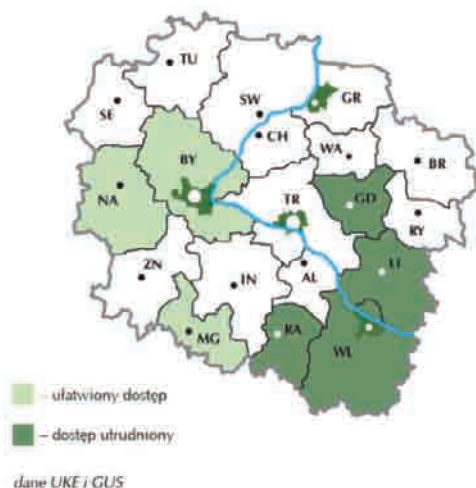 TU
SE
SW
GR
CH
BY
WA
BR
NA
TR
GD
RY
ZN
IN
AL
LI
MG
RA
WŁ
– ułatwiony dostęp
– dostęp utrudniony
dane UKE i GUS